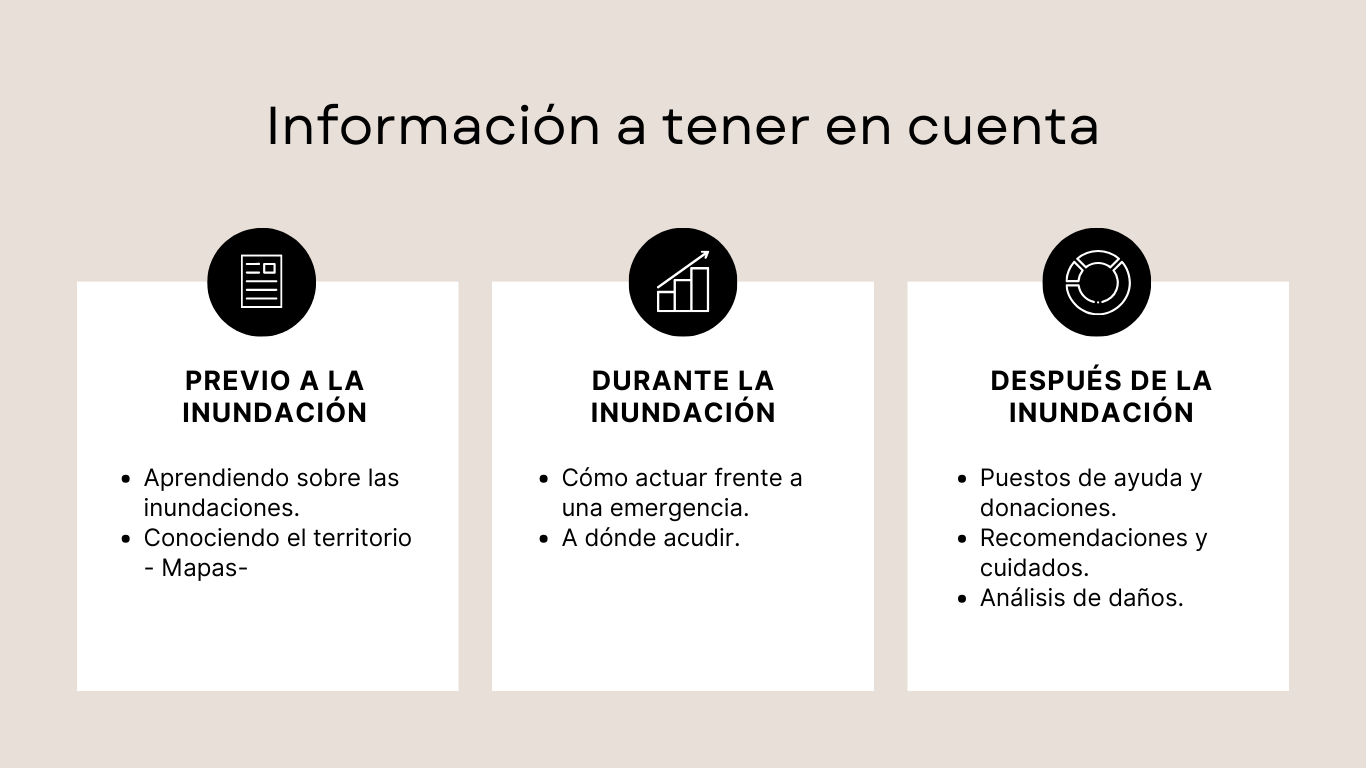 Información a tener en cuenta
PREVIO A LA
INUNDACIÓN
• Aprendiendo sobre las
inundaciones.
• Conociendo el territorio
- Mapas-
DURANTE LA
INUNDACIÓN
• Cómo actuar frente a
una emergencia.
• A dónde acudir.
DESPUÉS DE LA
INUNDACIÓN
• Puestos de ayuda y
donaciones.
• Recomendaciones y
cuidados.
• Análisis de daños.